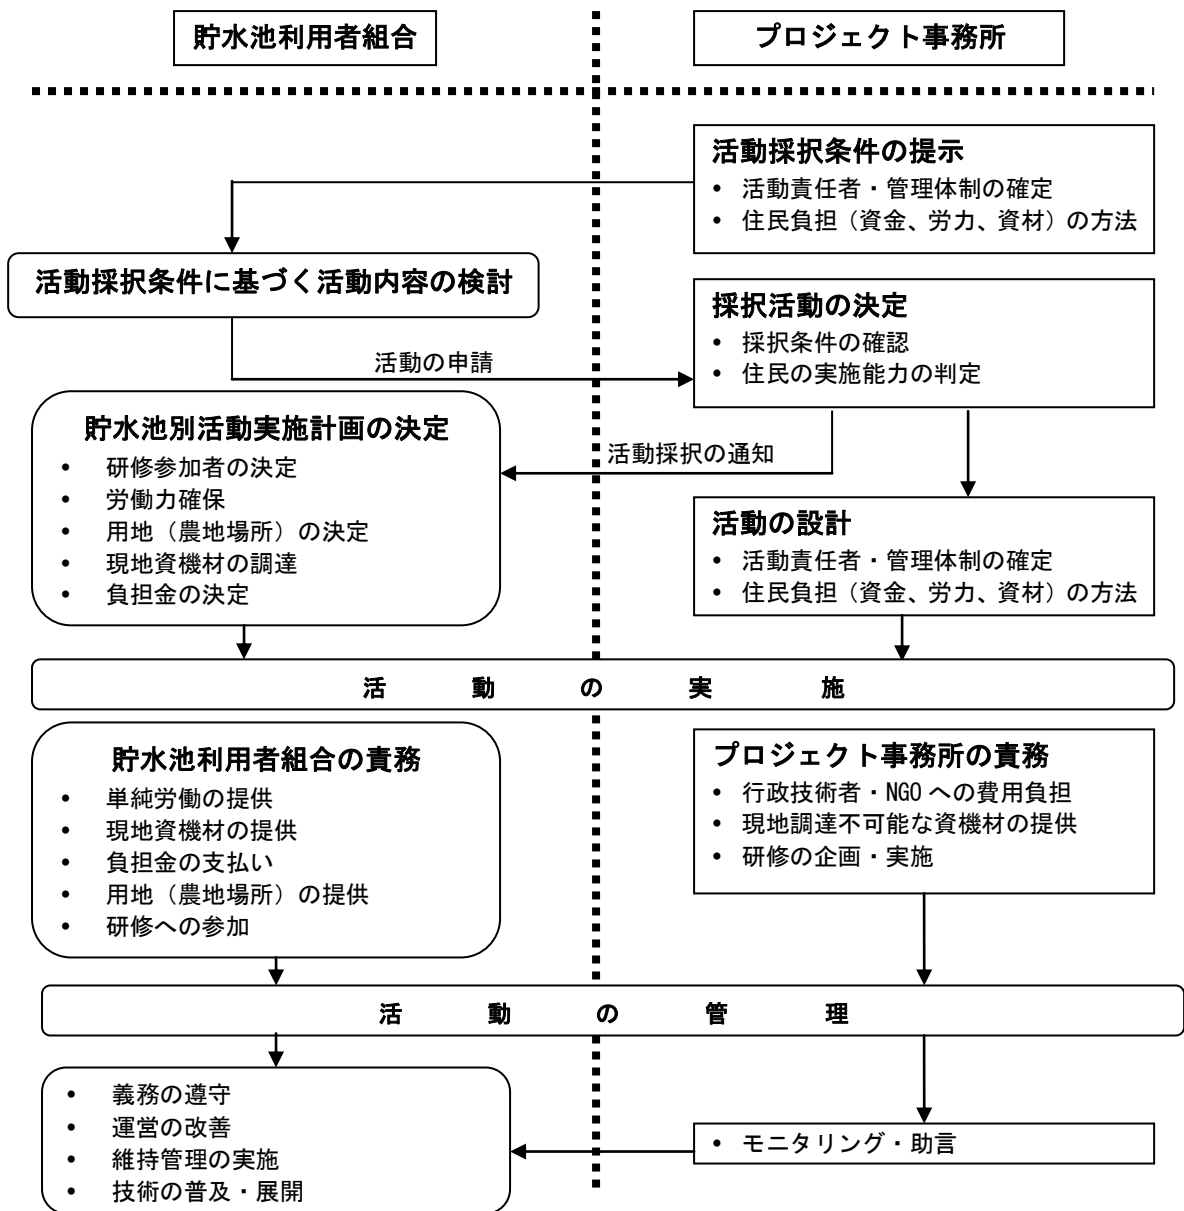 貯水池利用者組合
プロジェクト事務所
活動採択条件の提示
• 活動責任者・管理体制の確定
• 住民負担（資金、労力、資材）の方法
活動採択条件に基づく活動内容の検討
活動の申請
採択活動の決定
• 採択条件の確認
• 住民の実施能力の判定
活動採択の通知
貯水池別活動実施計画の決定
• 研修参加者の決定
• 労働力確保
• 用地（農地場所）の決定
• 現地資機材の調達
• 負担金の決定
活動の設計
• 活動責任者・管理体制の確定
• 住民負担（資金、労力、資材）の方法
活動の実施
貯水池利用者組合の責務
• 単純労働の提供
• 現地資機材の提供
• 負担金の支払い
• 用地（農地場所）の提供
• 研修への参加
プロジェクト事務所の責務
• 行政技術者・NGOへの費用負担
• 現地調達不可能な資機材の提供
• 研修の企画・実施
活動の管理
• 義務の遵守
• 運営の改善
• 維持管理の実施
• 技術の普及・展開
• モニタリング・助言